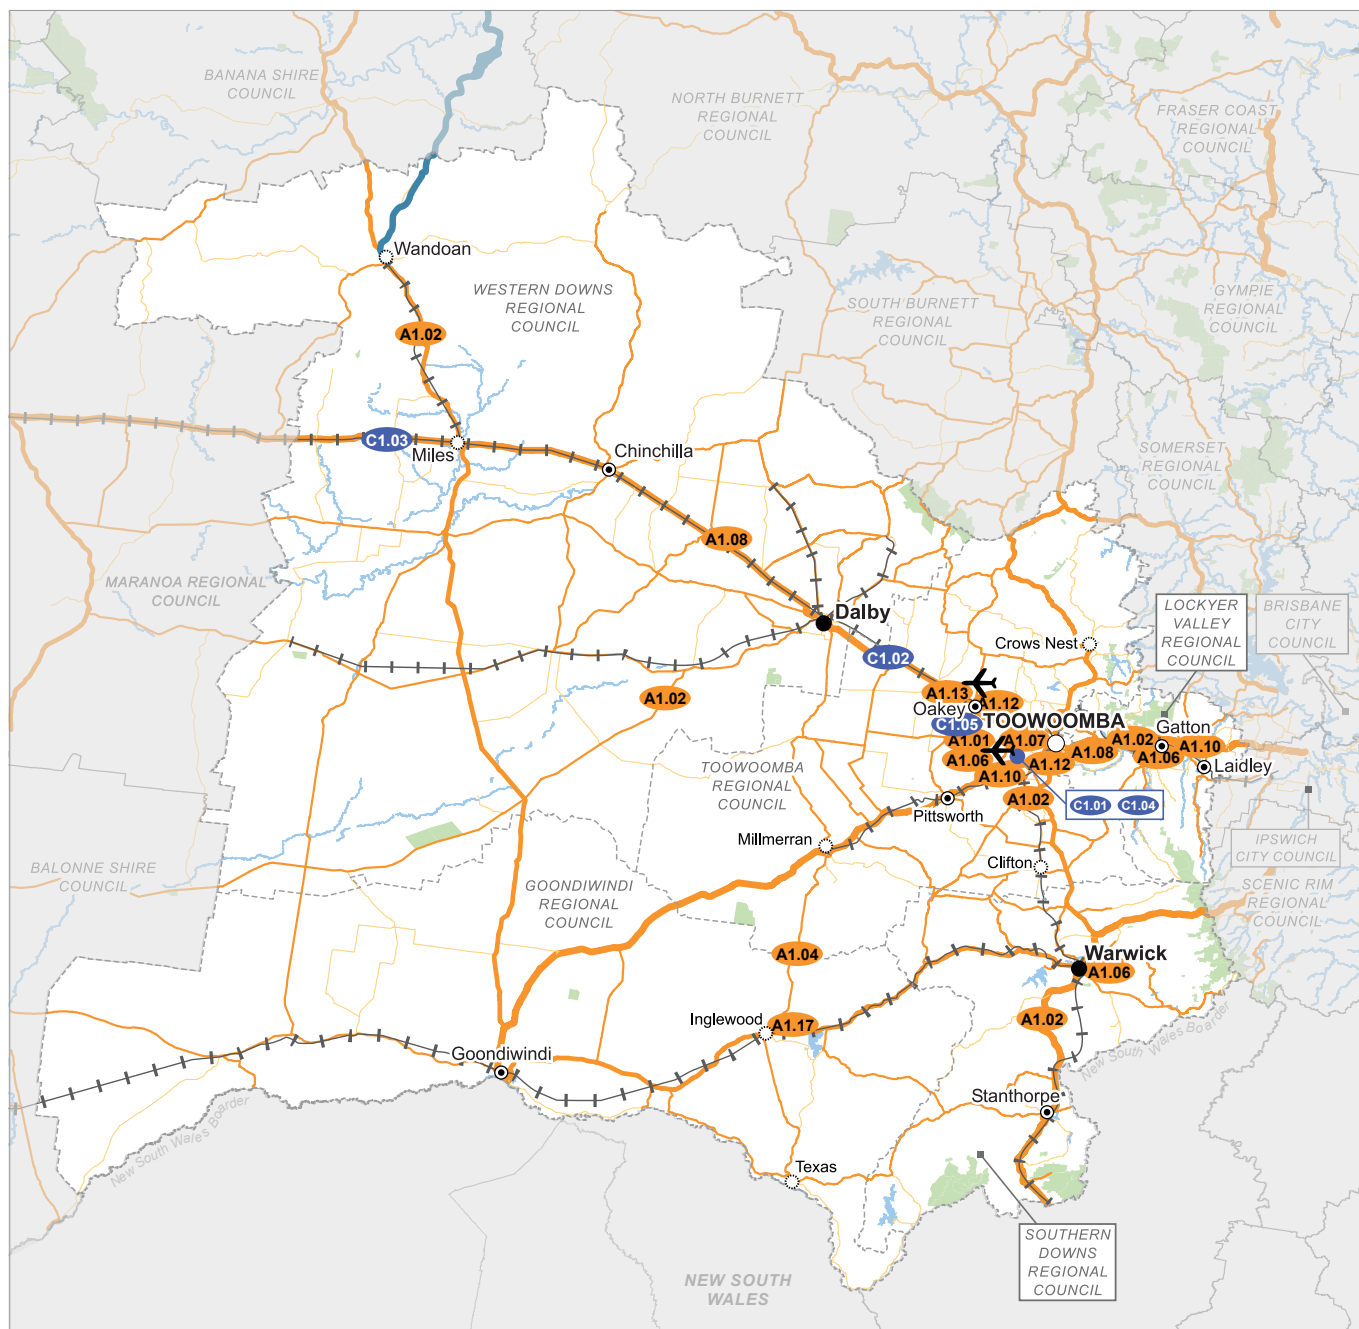 BANANA SHIRE
COUNCIL
NORTH BURNETT
REGIONAL
COUNCIL
FRASER COAST
REGIONAL
COUNCIL
Wandoan
WESTERN DOWNS
REGIONAL
COUNCIL
SOUTH BURNETT
REGIONAL
COUNCIL
GYMPIE
REGIONAL
COUNCIL
A1.02
C1.03
Miles
Chinchilla
SOMERSET
REGIONAL
COUNCIL
A1.08
MARANOA REGIONAL
COUNCIL
Dalby
LOCKYER
VALLEY
REGIONAL
COUNCIL
BRISBANE
CITY
COUNCIL
Crows Nest
C1.02
A1.02
A1.13
A1.12
Oakey
C1.05
TOOWOOMBA
Gatton
A1.01
A1.07
A1.02
A1.10
A1.06
A1.08
A1.06
A1.12
Laidley
A1.10
TOOWOOMBA
REGIONAL
COUNCIL
A1.02
C1.01
C1.04
Pittsworth
Millmerran
Clifton
IPSWICH
CITY COUNCIL
BALONNE SHIRE
COUNCIL
GOONDIWINDI
REGIONAL
COUNCIL
SCENIC RIM
REGIONAL
COUNCIL
A1.04
Warwick
A1.06
Inglewood
A1.17
A1.02
New South Wales Boarder
Goondiwindi
Stanthorpe
New South Wales Boarder
Texas
SOUTHERN
DOWNS
REGIONAL
COUNCIL
NEW SOUTH
WALES